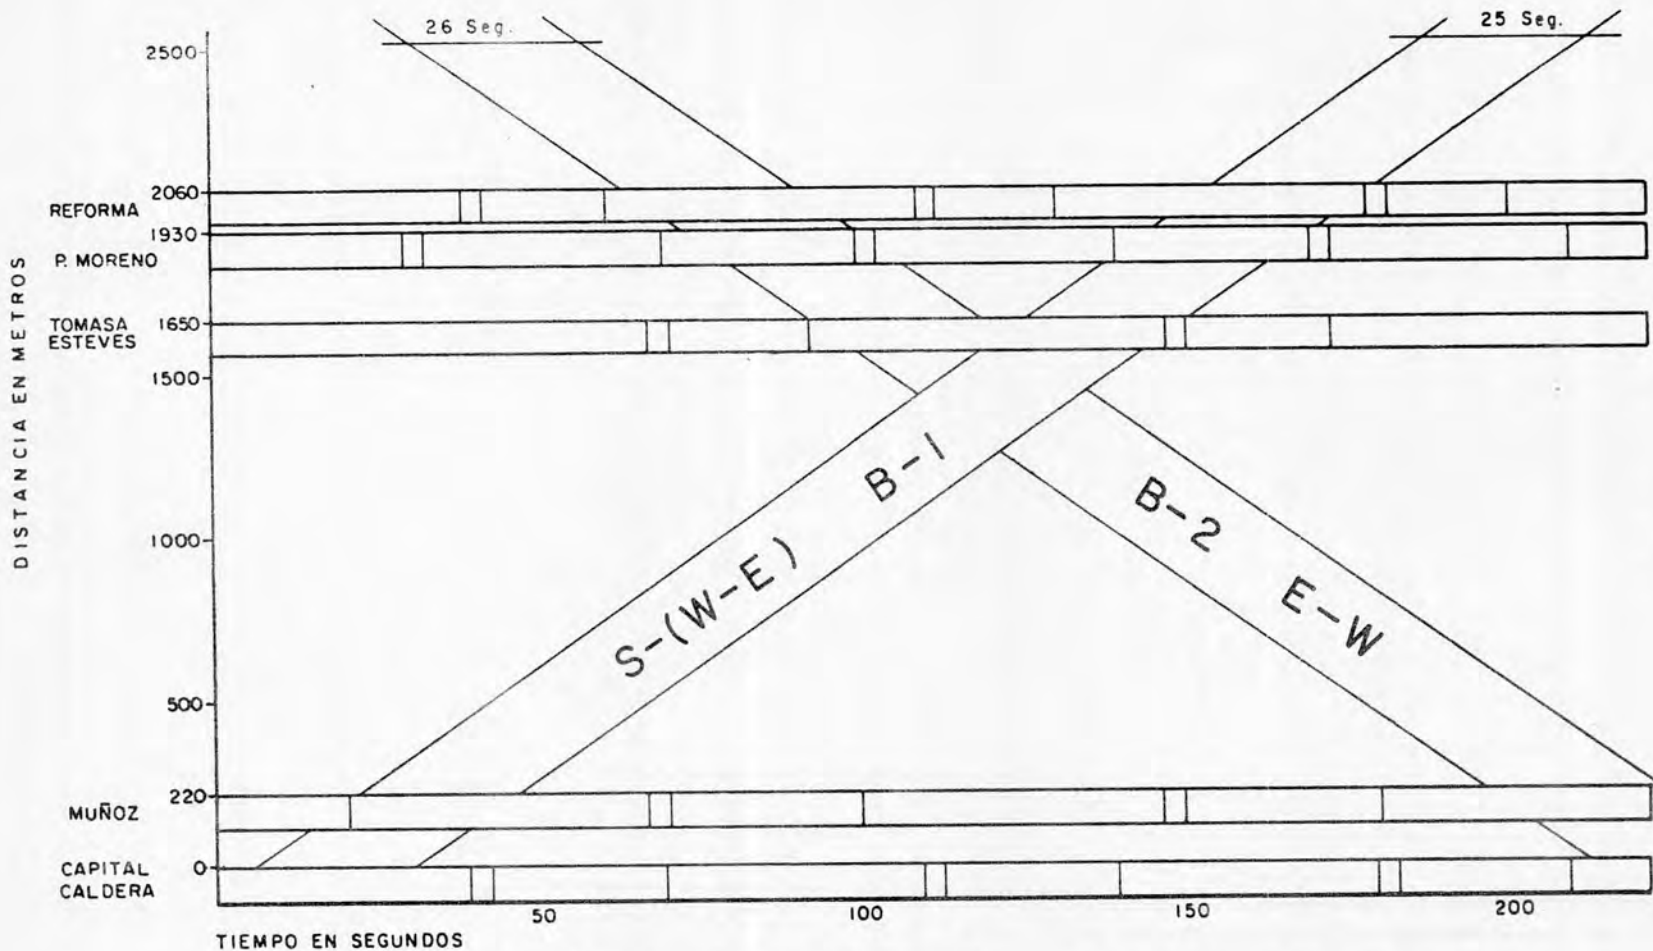 26 Seg.
25 Seg.
2500
2060
REFORMA
1930
P. MORENO
TOMASA
ESTEVES
1650
1500
DISTANCIA EN METROS
B-1
B-2
1000
S-(W-E)
E-W
500
220
MUÑOZ
CAPITAL
CALDERA
0
50
100
150
200
TIEMPO EN SEGUNDOS